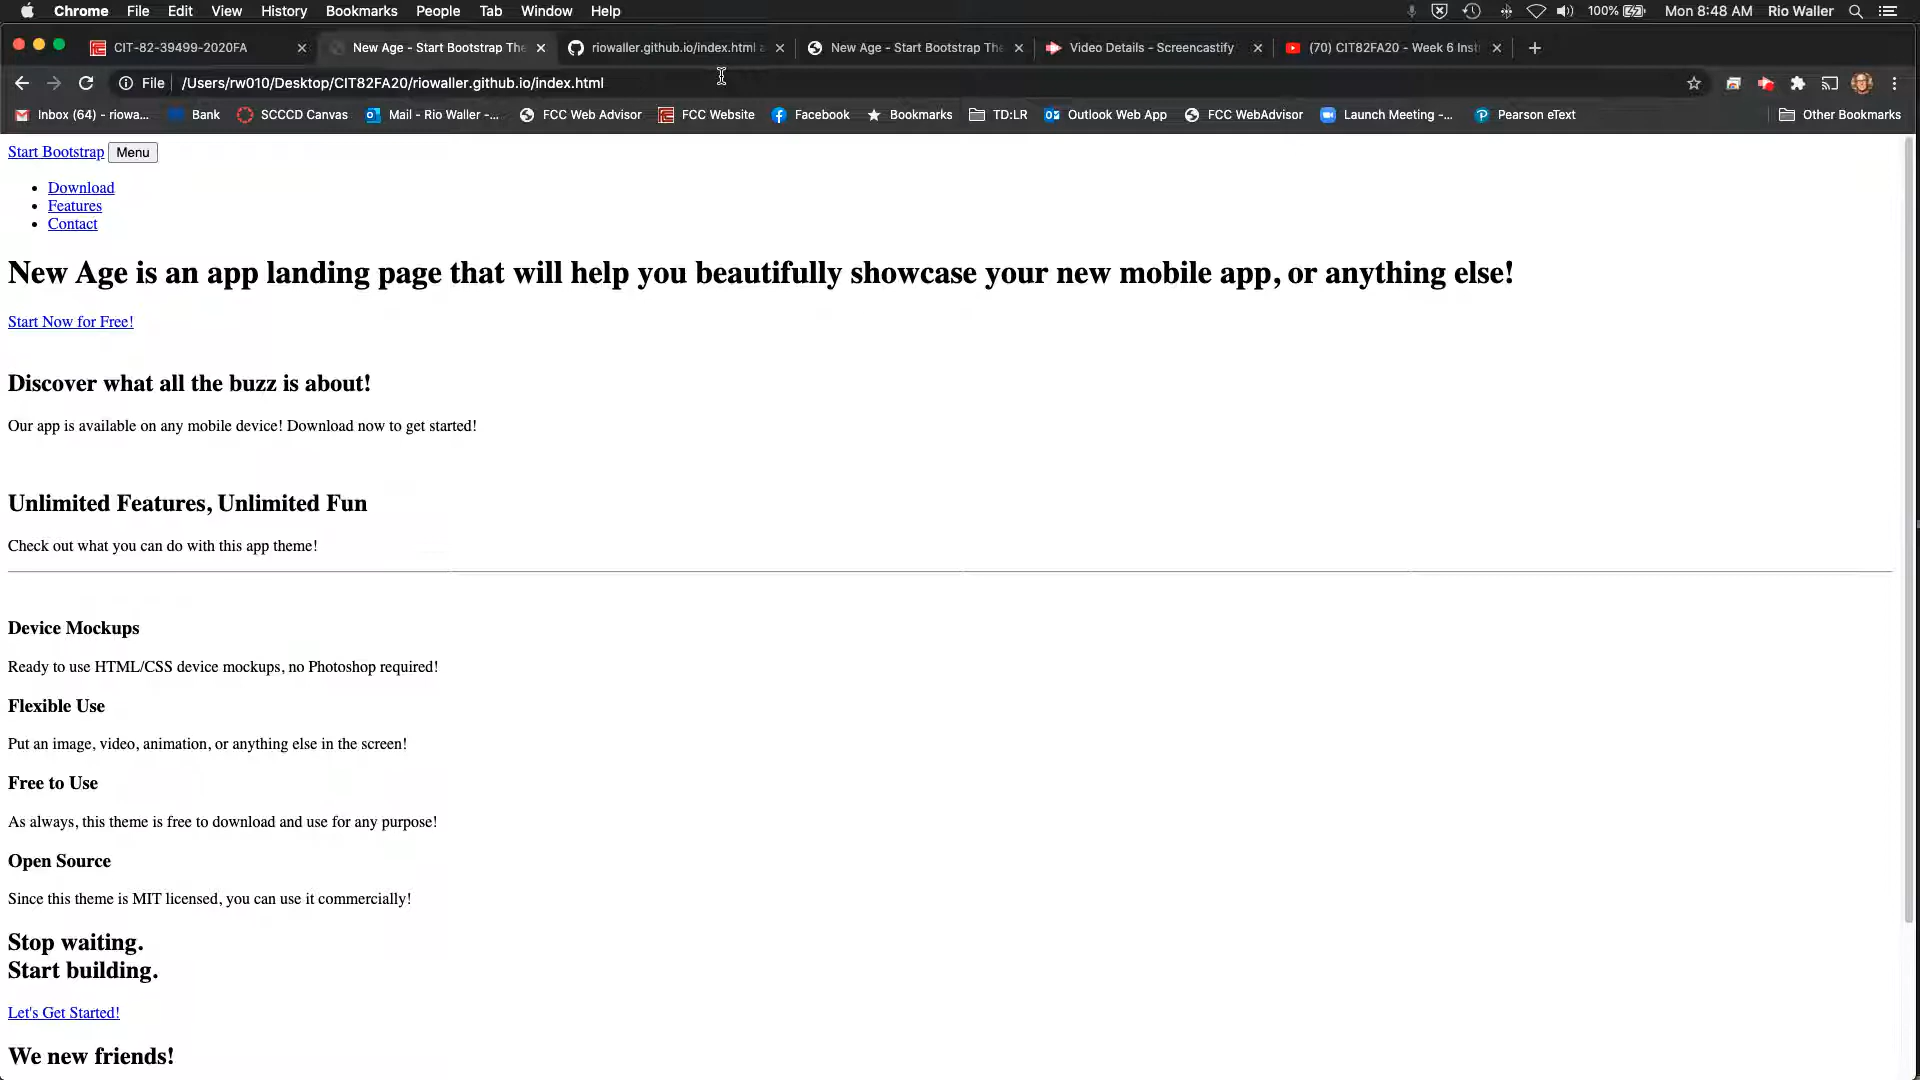 Chrome File Edit View History Bookmarks People Tab Window Help 100% Mon 8:48 AM Rio Waller
CIT-82-39499-2020FA New Age - Start Bootstrap The riowaller.github.io/index.html New Age - Start Bootstrap The Video Details - Screencastify (70) CIT82FA20 - Week 6 Inst
File /Users/rw010/Desktop/CIT82FA20/riowaller.github.io/index.html
Inbox (64) - riowa... Bank SCCCD Canvas Mail - Rio Waller -... FCC Web Advisor FCC Website Facebook Bookmarks TD:LR Outlook Web App FCC WebAdvisor Launch Meeting -... Pearson eText Other Bookmarks
Start Bootstrap Menu
Download
Features
Contact
New Age is an app landing page that will help you beautifully showcase your new mobile app, or anything else!
Start Now for Free!
Discover what all the buzz is about!
Our app is available on any mobile device! Download now to get started!
Unlimited Features, Unlimited Fun
Check out what you can do with this app theme!
Device Mockups
Ready to use HTML/CSS device mockups, no Photoshop required!
Flexible Use
Put an image, video, animation, or anything else in the screen!
Free to Use
As always, this theme is free to download and use for any purpose!
Open Source
Since this theme is MIT licensed, you can use it commercially!
Stop waiting.
Start building.
Let's Get Started!
We new friends!